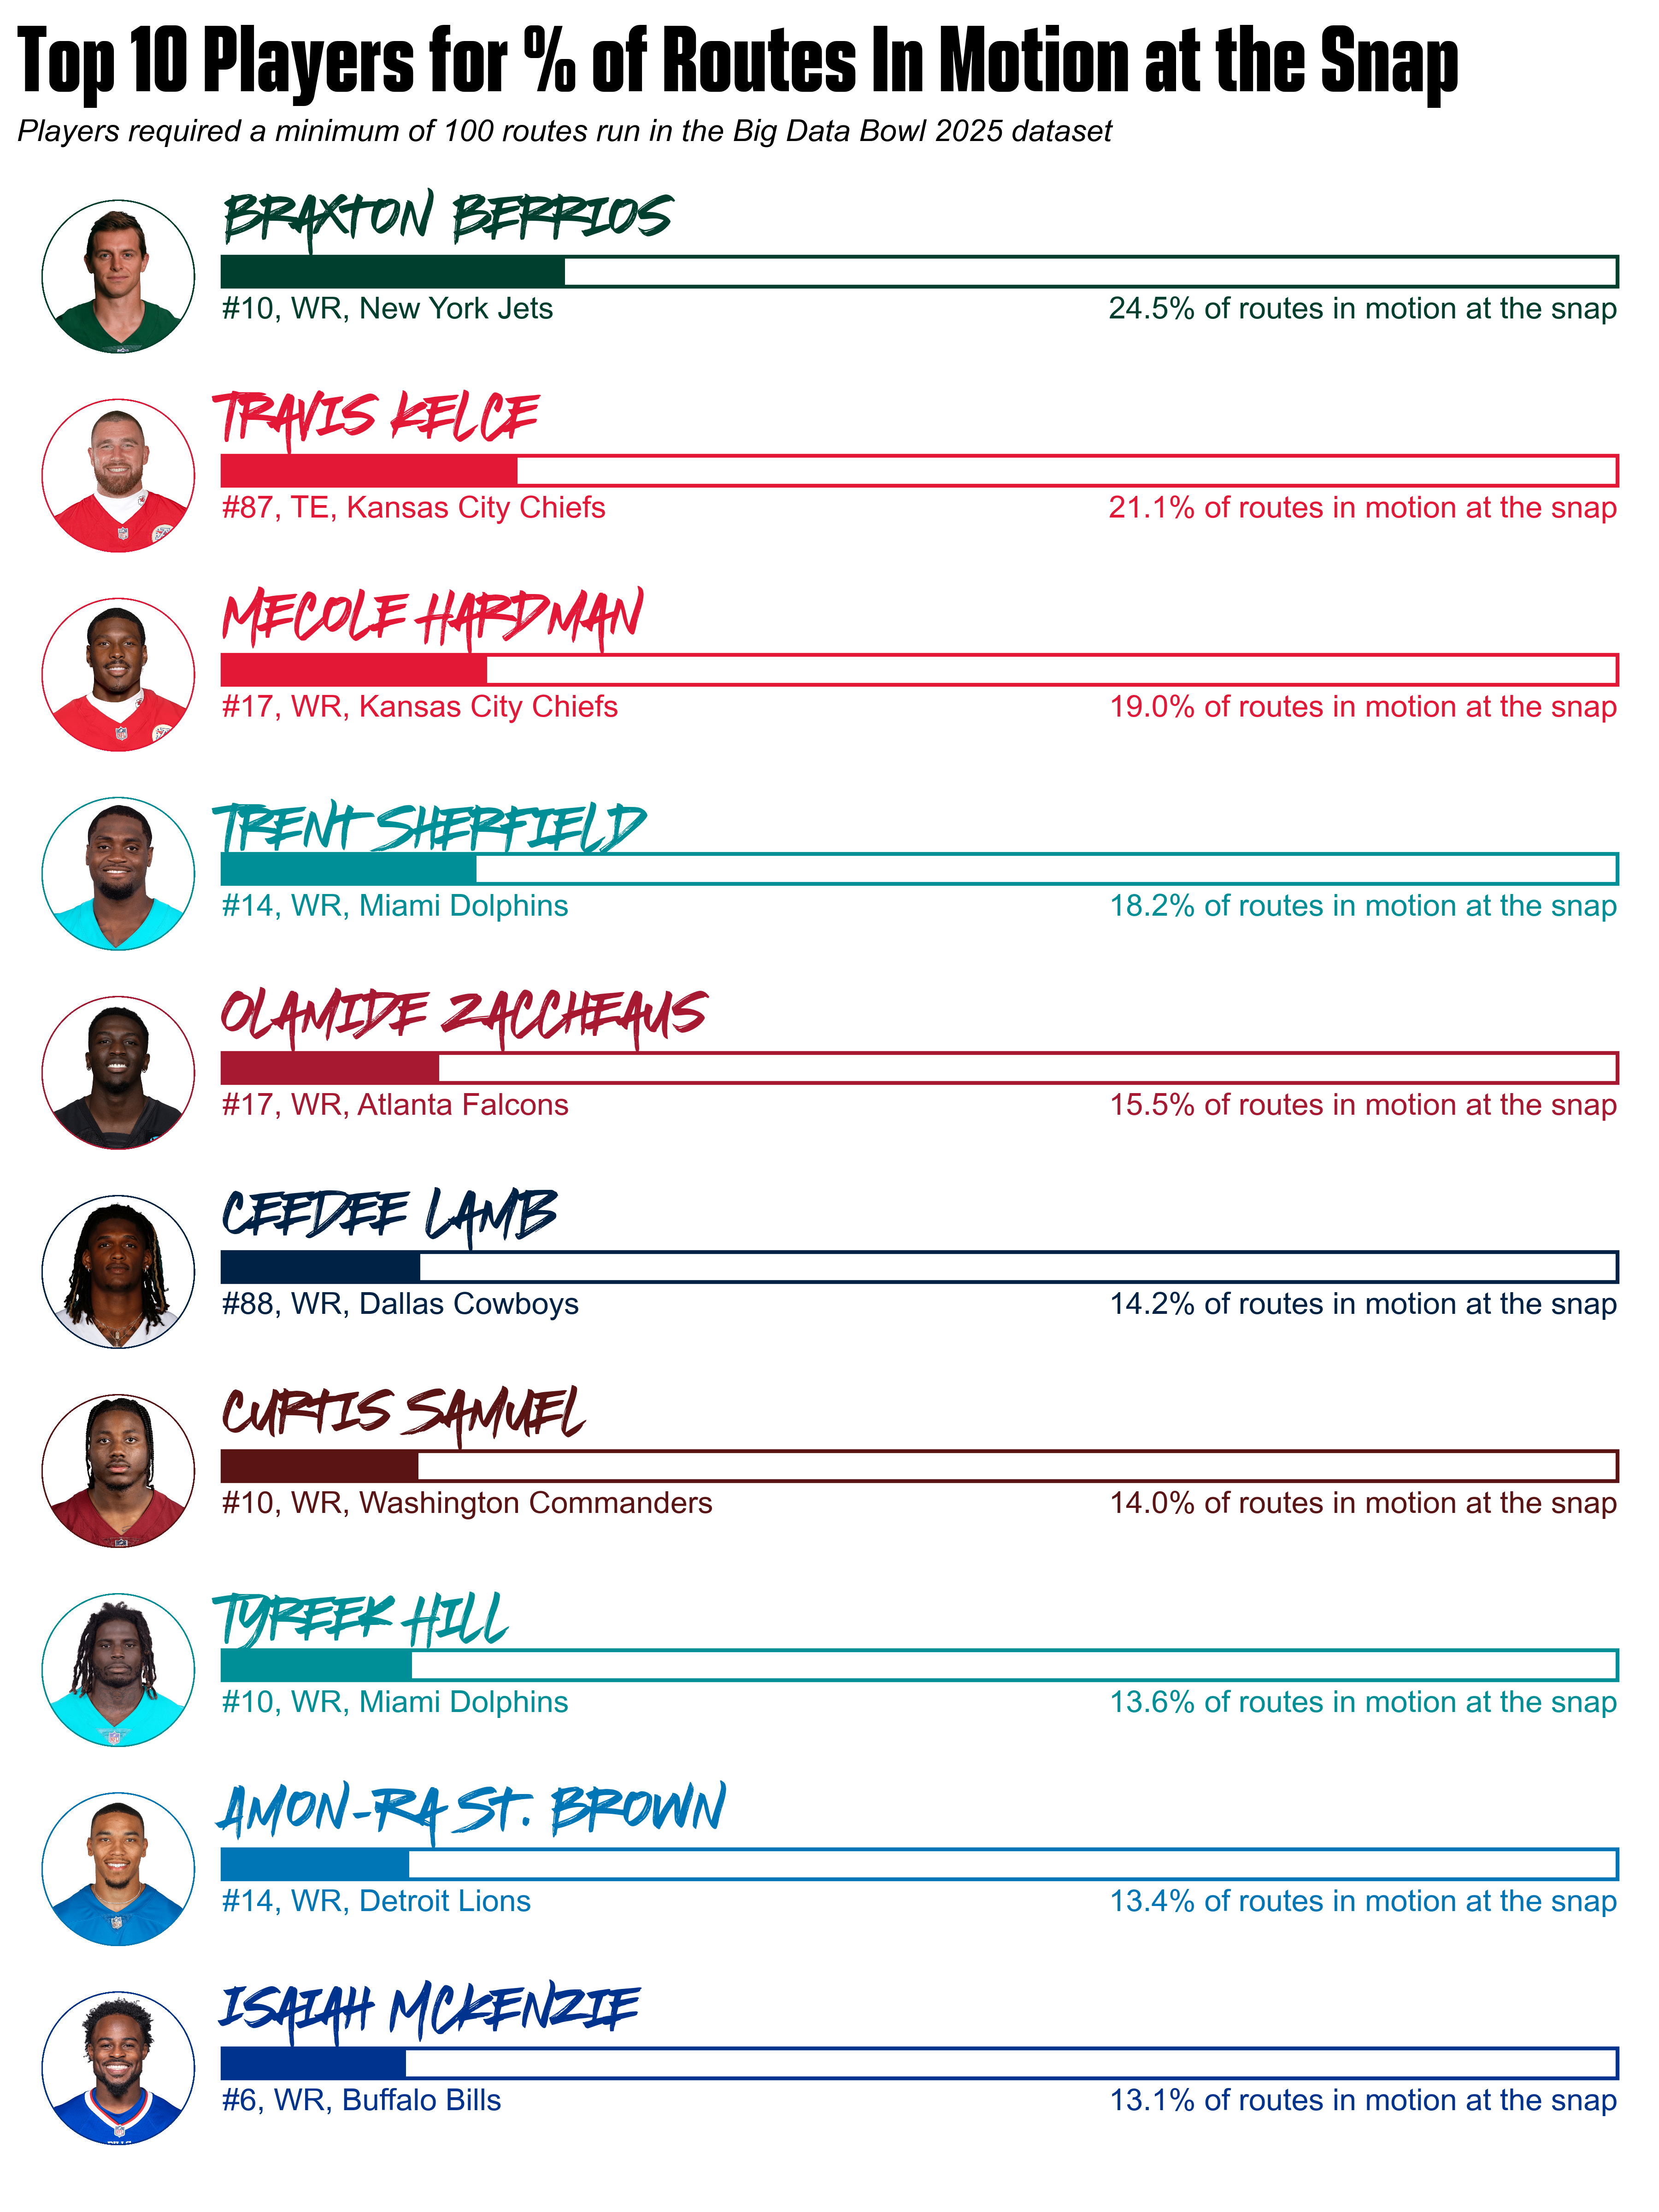 Top 10 Players for % of Routes In Motion at the Snap
Players required a minimum of 100 routes run in the Big Data Bowl 2025 dataset
BRAXTON BERRIOS
#10, WR, New York Jets 24.5% of routes in motion at the snap
TRAVIS KELCE
#87, TE, Kansas City Chiefs 21.1% of routes in motion at the snap
MECOLE HARDMAN
#17, WR, Kansas City Chiefs 19.0% of routes in motion at the snap
TRENT SHERFIELD
#14, WR, Miami Dolphins 18.2% of routes in motion at the snap
OLAMIDE ZACCHEAUS
#17, WR, Atlanta Falcons 15.5% of routes in motion at the snap
CEEDEE LAMB
#88, WR, Dallas Cowboys 14.2% of routes in motion at the snap
CURTIS SAMUEL
#10, WR, Washington Commanders 14.0% of routes in motion at the snap
TYREEK HILL
#10, WR, Miami Dolphins 13.6% of routes in motion at the snap
AMON-RA ST. BROWN
#14, WR, Detroit Lions 13.4% of routes in motion at the snap
ISAIAH MCKENZIE
#6, WR, Buffalo Bills 13.1% of routes in motion at the snap